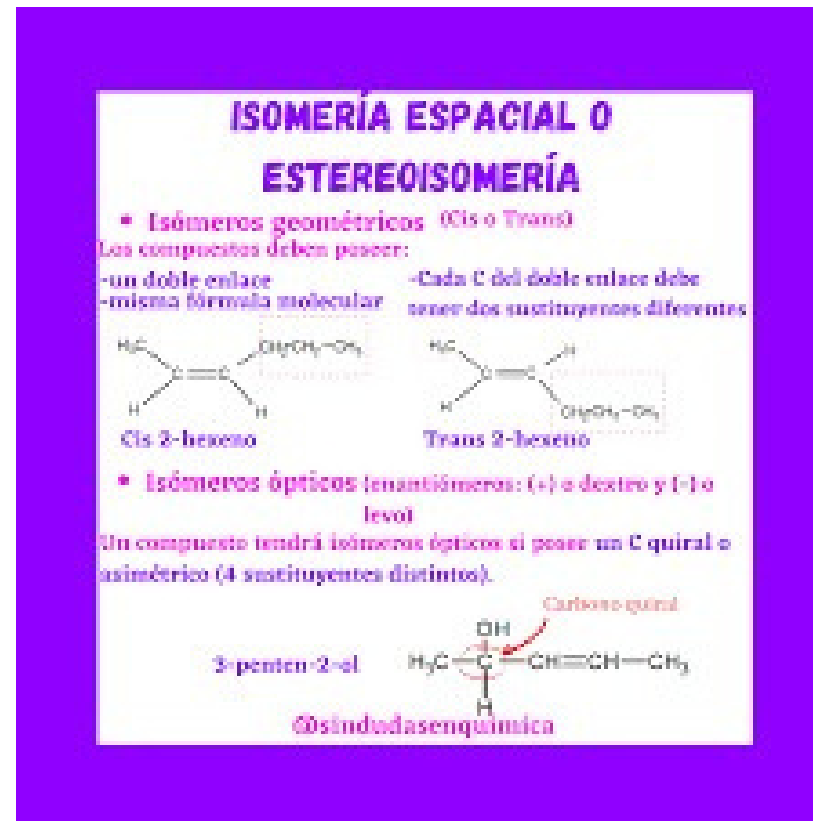 ISOMERÍA ESPACIAL O
ESTEREOISOMERÍA
• Isómeros geométricos (Cis o Trans)
Los compuestos deben poseer:
-un doble enlace
-misma fórmula molecular
-Cada C del doble enlace debe
tener dos sustituyentes diferentes
H₃C CH₂CH₂—CH₃
C=C
H H
Cis 2-hexeno
H₃C H
C=C
H CH₂CH₂—CH₃
Trans 2-hexeno
• Isómeros ópticos (enantiómeros: (+) o dextro y (-) o
levo)
Un compuesto tendrá isómeros ópticos si posee un C quiral o
asimétrico (4 sustituyentes distintos).
Carbono quiral
OH
3-penten-2-ol
H₃C—C—CH=CH—CH₃
H
@sindudasenquimica